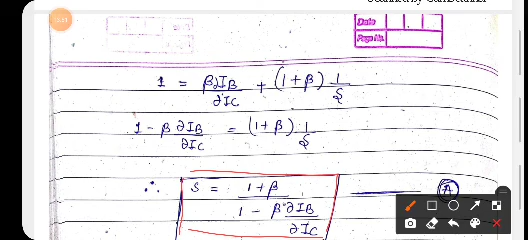 Date
Page No.
1 = β∂IB/∂IC + (1+β) 1/S
1 - β ∂IB/∂IC = (1+β) 1/S
∴ S = 1+β / 1 - β ∂IB/∂IC ——— (A)